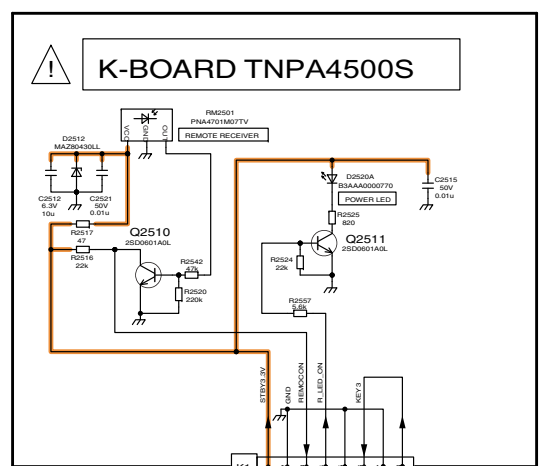 !
K-BOARD TNPA4500S
RM2501
PNA4701M07TV
REMOTE RECEIVER
VCC
GND
OUT
D2512
MAZ80430LL
C2512
6.3V
10u
C2521
50V
0.01u
R2517
47
R2516
22k
Q2510
2SD0601A0L
R2542
47k
R2520
220k
D2520A
B3AAA0000770
POWER LED
C2515
50V
0.01u
R2525
820
Q2511
2SD0601A0L
R2524
22k
R2557
5.6k
STBY3.3V
GND
REMOCON
R_LED_ON
KEY3